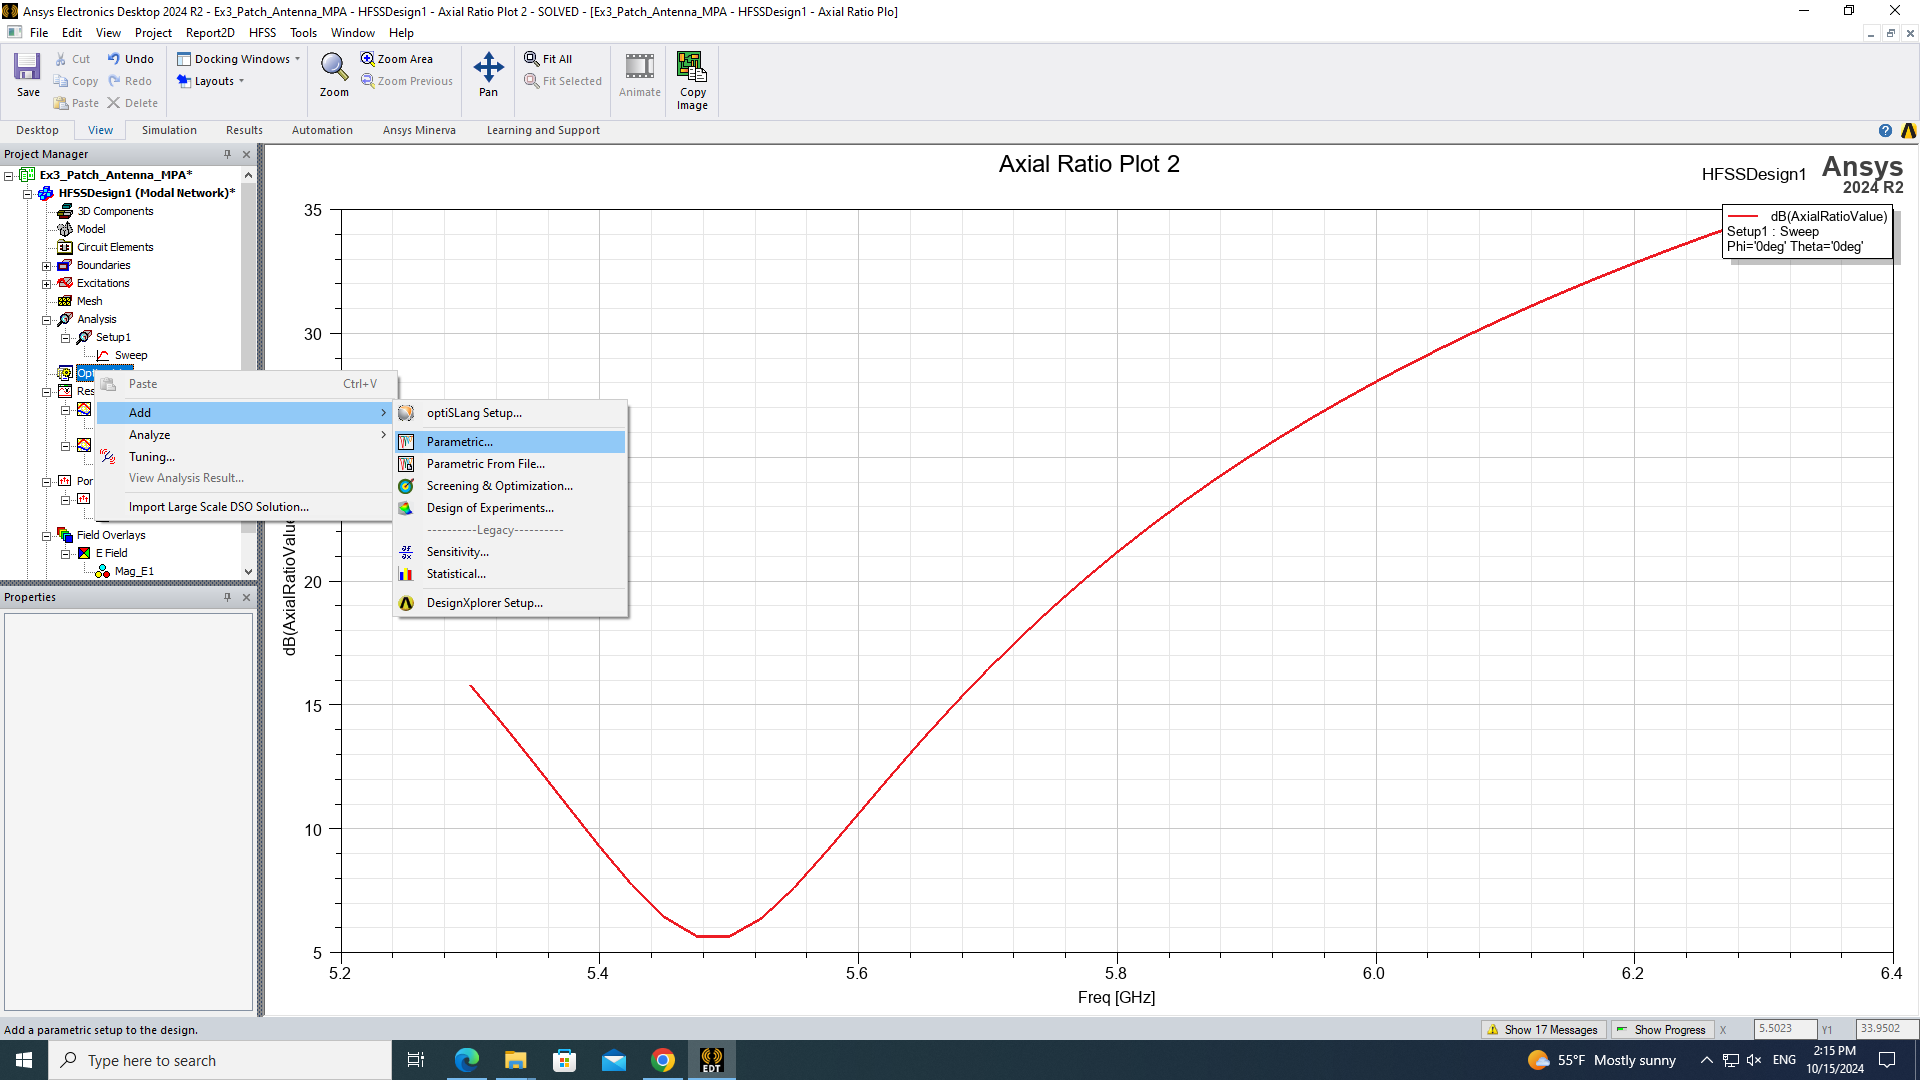 Ansys Electronics Desktop 2024 R2 - Ex3_Patch_Antenna_MPA - HFSSDesign1 - Axial Ratio Plot 2 - SOLVED - [Ex3_Patch_Antenna_MPA - HFSSDesign1 - Axial Ratio Plo]
File Edit View Project Report2D HFSS Tools Window Help
Save
Cut
Copy
Paste
Undo
Redo
Delete
Docking Windows
Layouts
Zoom
Zoom Area
Zoom Previous
Pan
Fit All
Fit Selected
Animate
Copy
Image
Desktop View Simulation Results Automation Ansys Minerva Learning and Support
Project Manager
Ex3_Patch_Antenna_MPA*
HFSSDesign1 (Modal Network)*
3D Components
Model
Circuit Elements
Boundaries
Excitations
Mesh
Analysis
Setup1
Sweep
Res
Por
Field Overlays
E Field
Mag_E1
Paste Ctrl+V
Add
Analyze
Tuning...
View Analysis Result...
Import Large Scale DSO Solution...
optiSLang Setup...
Parametric...
Parametric From File...
Screening & Optimization...
Design of Experiments...
----------Legacy----------
Sensitivity...
Statistical...
DesignXplorer Setup...
Properties
Axial Ratio Plot 2
HFSSDesign1
Ansys
2024 R2
dB(AxialRatioValue)
Setup1 : Sweep
Phi='0deg' Theta='0deg'
35
30
20
15
10
5
dB(AxialRatioValue
5.2 5.4 5.6 5.8 6.0 6.2 6.4
Freq [GHz]
Add a parametric setup to the design.
Show 17 Messages
Show Progress
X 5.5023 Y1 33.9502
Type here to search
EDT
55°F Mostly sunny
ENG
2:15 PM
10/15/2024